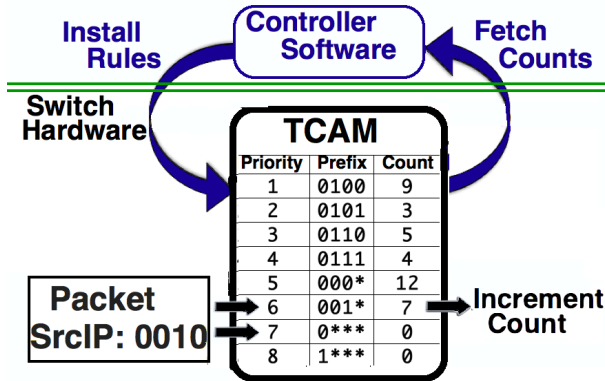 Controller
Software
Install
Rules
Fetch
Counts
Switch
Hardware
TCAM
Priority Prefix Count
1 0100 9
2 0101 3
3 0110 5
4 0111 4
5 000* 12
6 001* 7
7 0*** 0
8 1*** 0
Packet
SrcIP: 0010
Increment
Count